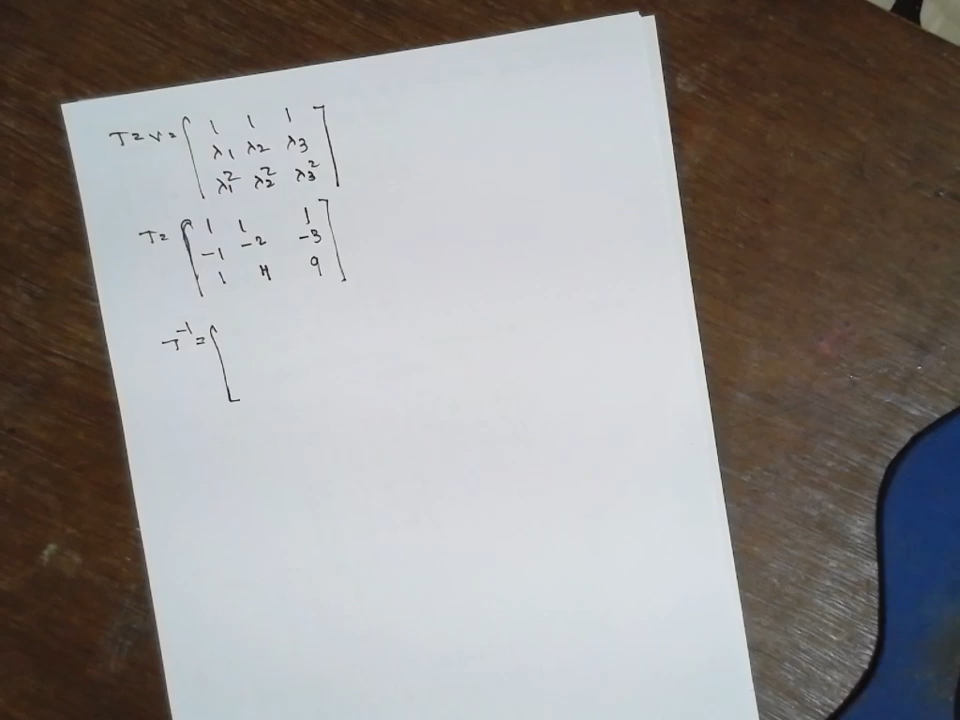 T = V = [ 1 1 1
λ1 λ2 λ3
λ1² λ2² λ3² ]
T = [ 1 1 1
-1 -2 -3
1 4 9 ]
T⁻¹ = [